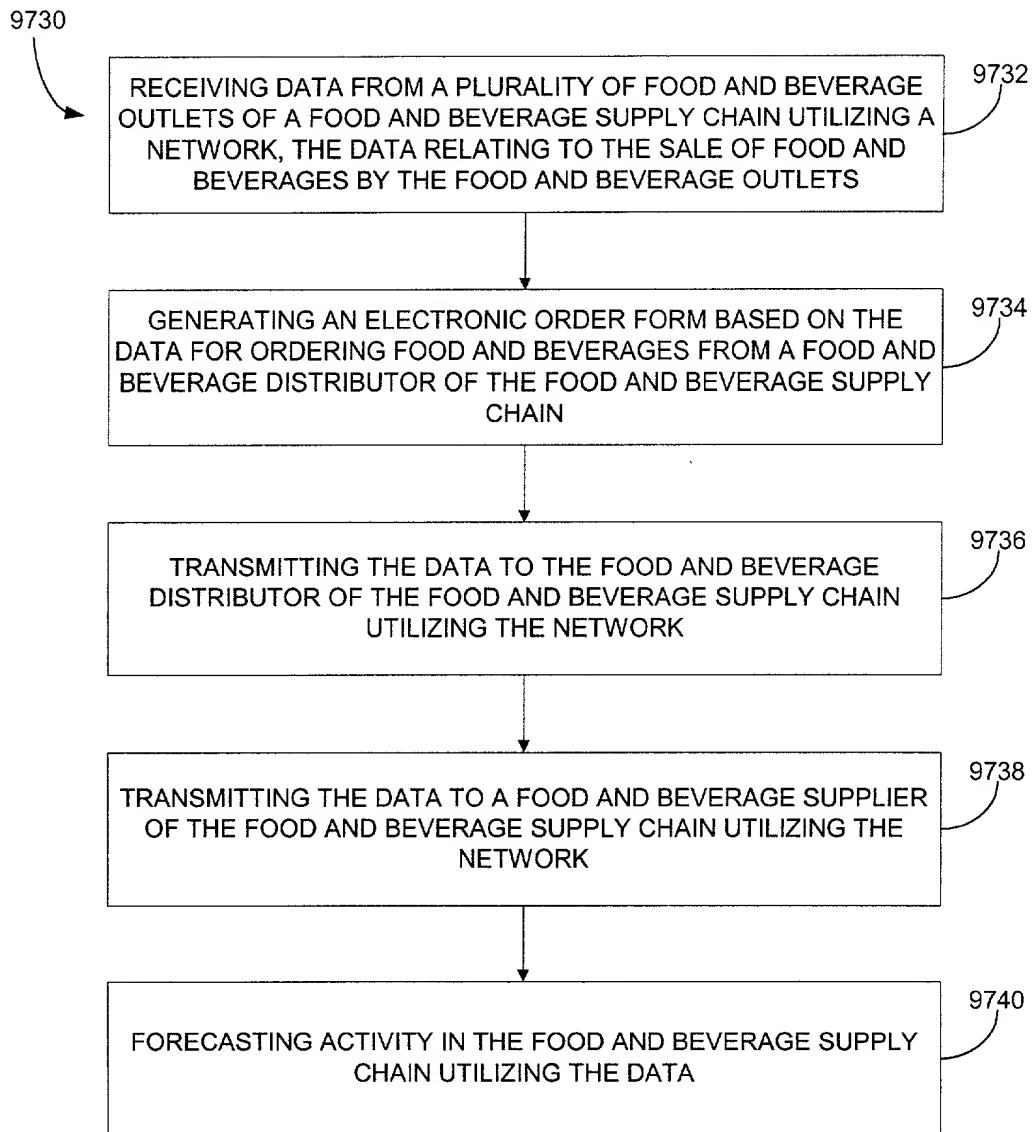 9730
RECEIVING DATA FROM A PLURALITY OF FOOD AND BEVERAGE
OUTLETS OF A FOOD AND BEVERAGE SUPPLY CHAIN UTILIZING A
NETWORK, THE DATA RELATING TO THE SALE OF FOOD AND
BEVERAGES BY THE FOOD AND BEVERAGE OUTLETS
9732
GENERATING AN ELECTRONIC ORDER FORM BASED ON THE
DATA FOR ORDERING FOOD AND BEVERAGES FROM A FOOD AND
BEVERAGE DISTRIBUTOR OF THE FOOD AND BEVERAGE SUPPLY
CHAIN
9734
TRANSMITTING THE DATA TO THE FOOD AND BEVERAGE
DISTRIBUTOR OF THE FOOD AND BEVERAGE SUPPLY CHAIN
UTILIZING THE NETWORK
9736
TRANSMITTING THE DATA TO A FOOD AND BEVERAGE SUPPLIER
OF THE FOOD AND BEVERAGE SUPPLY CHAIN UTILIZING THE
NETWORK
9738
FORECASTING ACTIVITY IN THE FOOD AND BEVERAGE SUPPLY
CHAIN UTILIZING THE DATA
9740